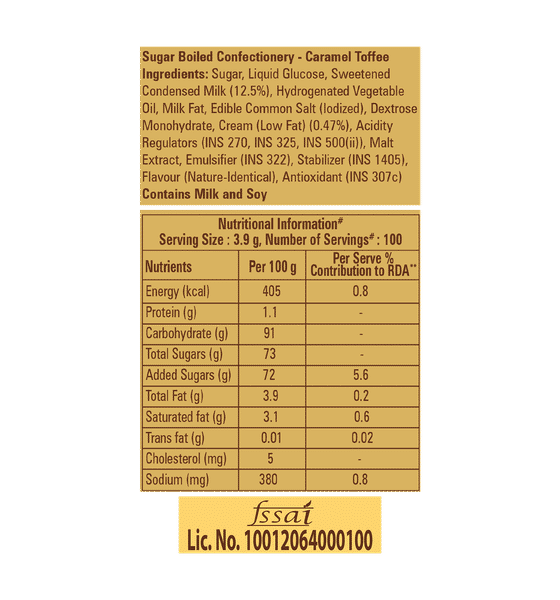 Sugar Boiled Confectionery - Caramel Toffee
Ingredients: Sugar, Liquid Glucose, Sweetened
Condensed Milk (12.5%), Hydrogenated Vegetable
Oil, Milk Fat, Edible Common Salt (Iodized), Dextrose
Monohydrate, Cream (Low Fat) (0.47%), Acidity
Regulators (INS 270, INS 325, INS 500(ii)), Malt
Extract, Emulsifier (INS 322), Stabilizer (INS 1405),
Flavour (Nature-Identical), Antioxidant (INS 307c)
Contains Milk and Soy
Nutritional Information#
Serving Size : 3.9 g, Number of Servings# : 100
Nutrients Per 100 g Per Serve % Contribution to RDA**
Energy (kcal) 405 0.8
Protein (g) 1.1 -
Carbohydrate (g) 91 -
Total Sugars (g) 73 -
Added Sugars (g) 72 5.6
Total Fat (g) 3.9 0.2
Saturated fat (g) 3.1 0.6
Trans fat (g) 0.01 0.02
Cholesterol (mg) 5 -
Sodium (mg) 380 0.8
fssai
Lic. No. 10012064000100